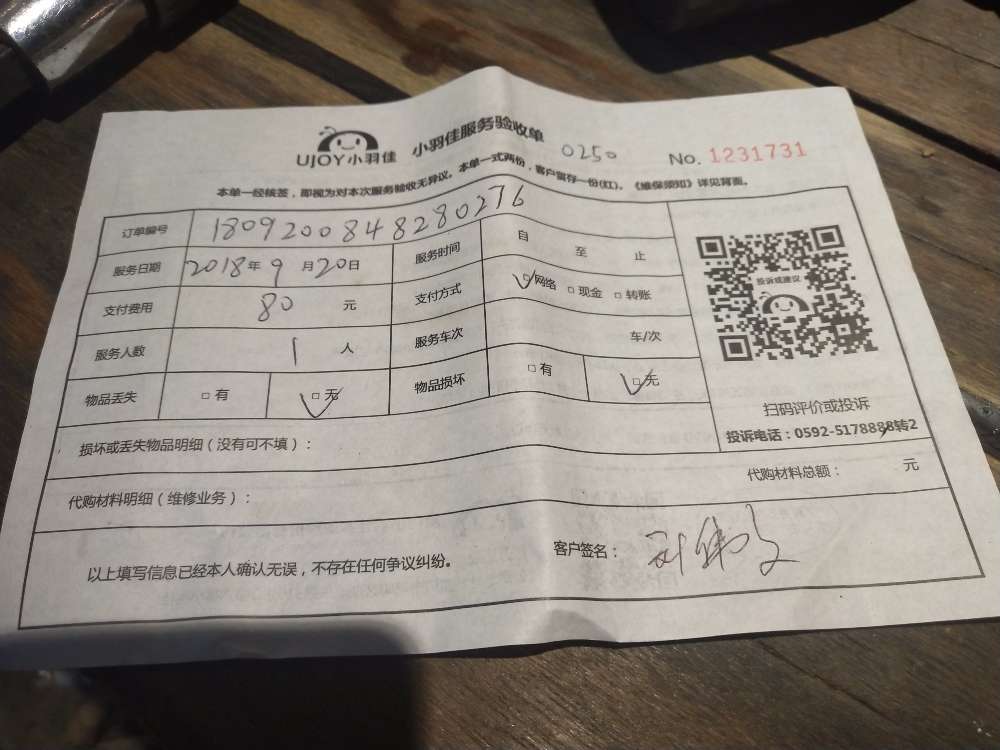 UJOY小羽佳 小羽佳服务验收单 0250 No. 1231731
本单一经核签，即视为对本次服务验收无异议。本单一式两份，客户留存一份(红)。《维保须知》详见背面。
订单编号 1809200848280276
服务日期 2018年9月20日 服务时间 自 至 止
支付费用 80 元 支付方式 ☑网络 □现金 □转账
服务人数 1 人 服务车次 车/次
物品丢失 □有 ☑无 物品损坏 □有 ☑无
投诉或建议
扫码评价或投诉
投诉电话：0592-5178888转2
损坏或丢失物品明细（没有可不填）：
代购材料明细（维修业务）： 代购材料总额： 元
以上填写信息已经本人确认无误，不存在任何争议纠纷。 客户签名：